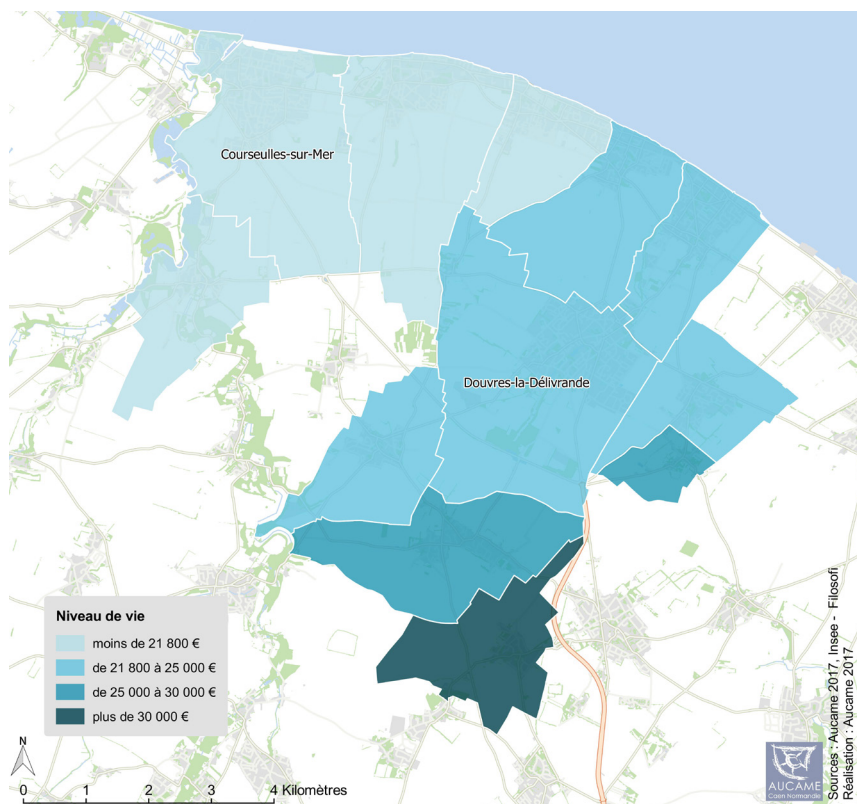 Courseulles-sur-Mer
Douvres-la-Délivrande
Niveau de vie
moins de 21 800 €
de 21 800 à 25 000 €
de 25 000 à 30 000 €
plus de 30 000 €
N
0 1 2 3 4 Kilomètres
AUCAME
Caen Normandie
Sources : Aucame 2017, Insee - Filosofi
Réalisation : Aucame 2017